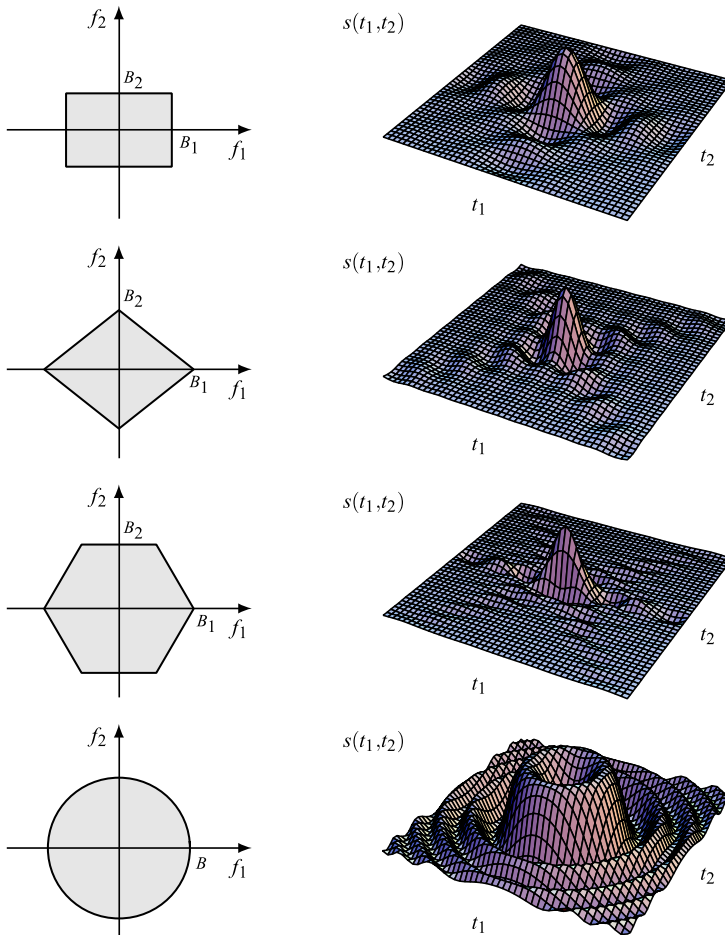 f₂
B₂
B₁
f₁
s(t₁,t₂)
t₁
t₂
f₂
B₂
B₁
f₁
s(t₁,t₂)
t₁
t₂
f₂
B₂
B₁
f₁
s(t₁,t₂)
t₁
t₂
f₂
B
f₁
s(t₁,t₂)
t₁
t₂